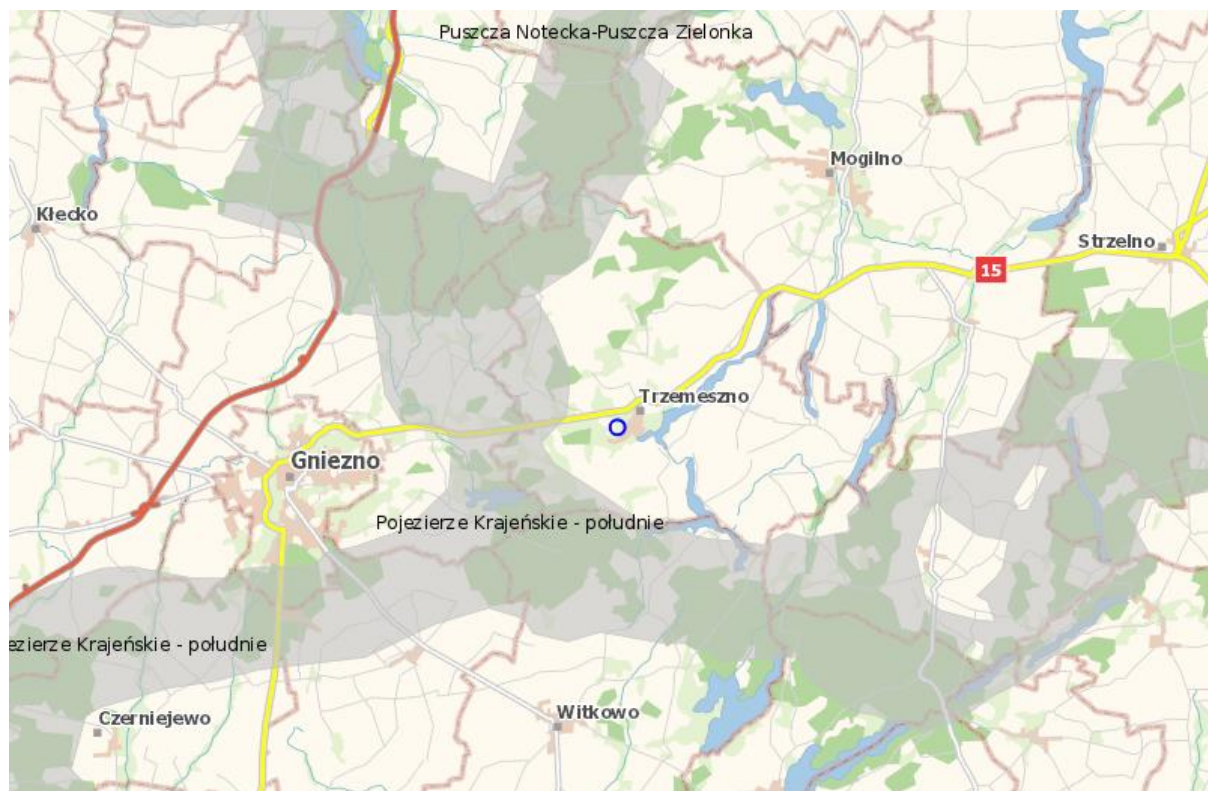 Puszcza Notecka-Puszcza Zielonka
Mogilno
Kłecko
Strzelno
15
Trzemeszno
Gniezno
Pojezierze Krajeńskie - południe
ezierze Krajeńskie - południe
Czerniejewo
Witkowo